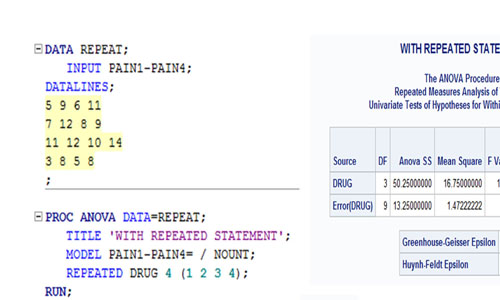 DATA REPEAT;
INPUT PAIN1-PAIN4;
DATALINES;
5 9 6 11
7 12 8 9
11 12 10 14
3 8 5 8
;
PROC ANOVA DATA=REPEAT;
TITLE 'WITH REPEATED STATEMENT';
MODEL PAIN1-PAIN4= / NOUNT;
REPEATED DRUG 4 (1 2 3 4);
RUN;
WITH REPEATED STATE
The ANOVA Procedure
Repeated Measures Analysis of
Univariate Tests of Hypotheses for With
Source DF Anova SS Mean Square F Va
DRUG 3 50.25000000 16.75000000 1
Error(DRUG) 9 13.25000000 1.47222222
Greenhouse-Geisser Epsilon
Huynh-Feldt Epsilon